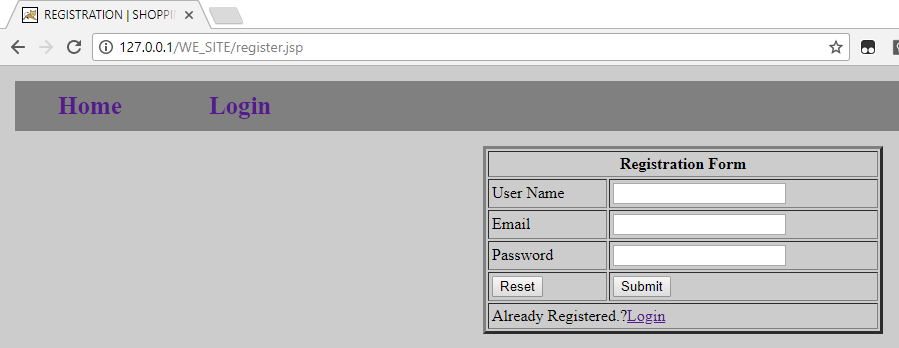 REGISTRATION | SHOPPI
127.0.0.1/WE_SITE/register.jsp
Home Login
Registration Form
User Name
Email
Password
Reset Submit
Already Registered.?Login